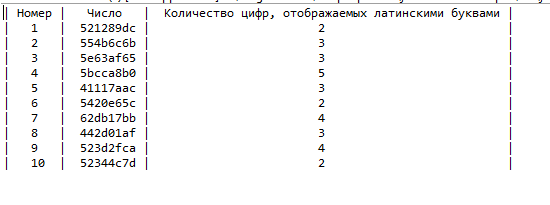 | Номер | Число | Количество цифр, отображаемых латинскими буквами |
| 1 | 521289dc | 2 |
| 2 | 554b6c6b | 3 |
| 3 | 5e63af65 | 3 |
| 4 | 5bcca8b0 | 5 |
| 5 | 41117aac | 3 |
| 6 | 5420e65c | 2 |
| 7 | 62db17bb | 4 |
| 8 | 442d01af | 3 |
| 9 | 523d2fca | 4 |
| 10 | 52344c7d | 2 |